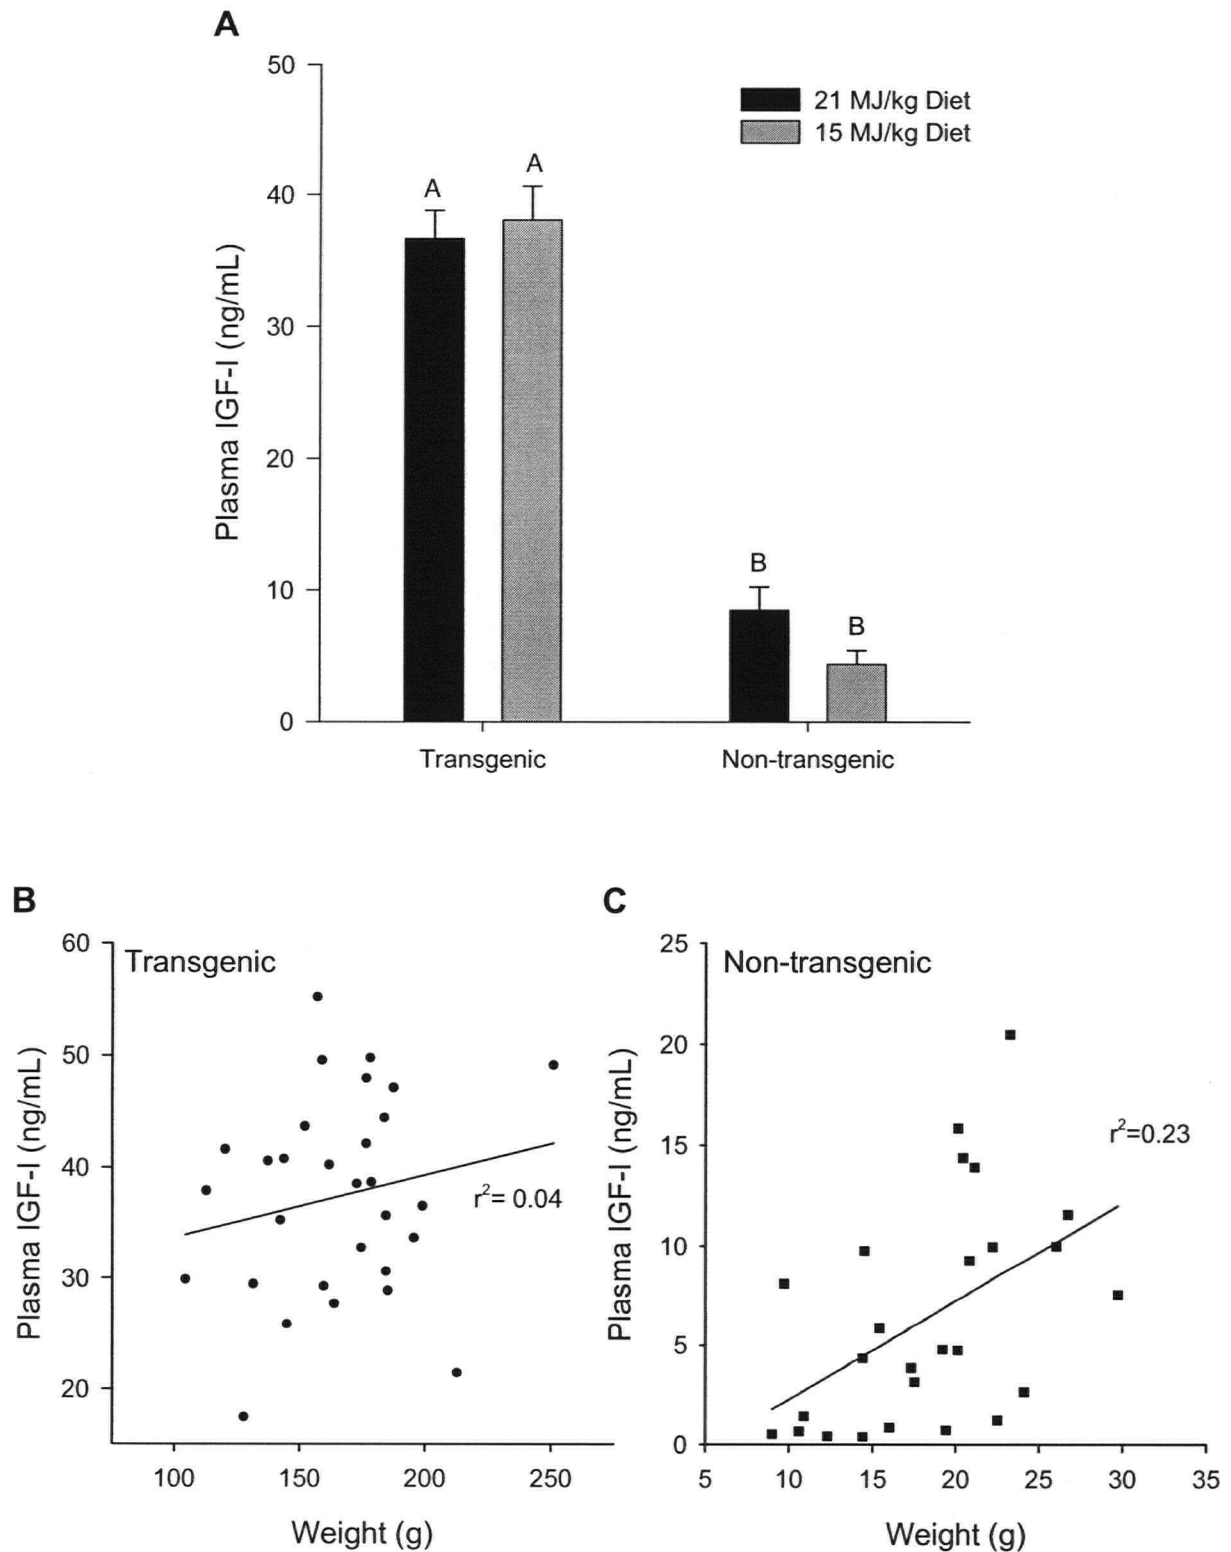 A
50
40
30
20
10
0
Plasma IGF-I (ng/mL)
21 MJ/kg Diet
15 MJ/kg Diet
A
A
B
B
Transgenic
Non-transgenic
B
60
50
40
30
20
Plasma IGF-I (ng/mL)
Transgenic
r²= 0.04
100 150 200 250
Weight (g)
C
25
20
15
10
5
0
Plasma IGF-I (ng/mL)
Non-transgenic
r²=0.23
5 10 15 20 25 30 35
Weight (g)